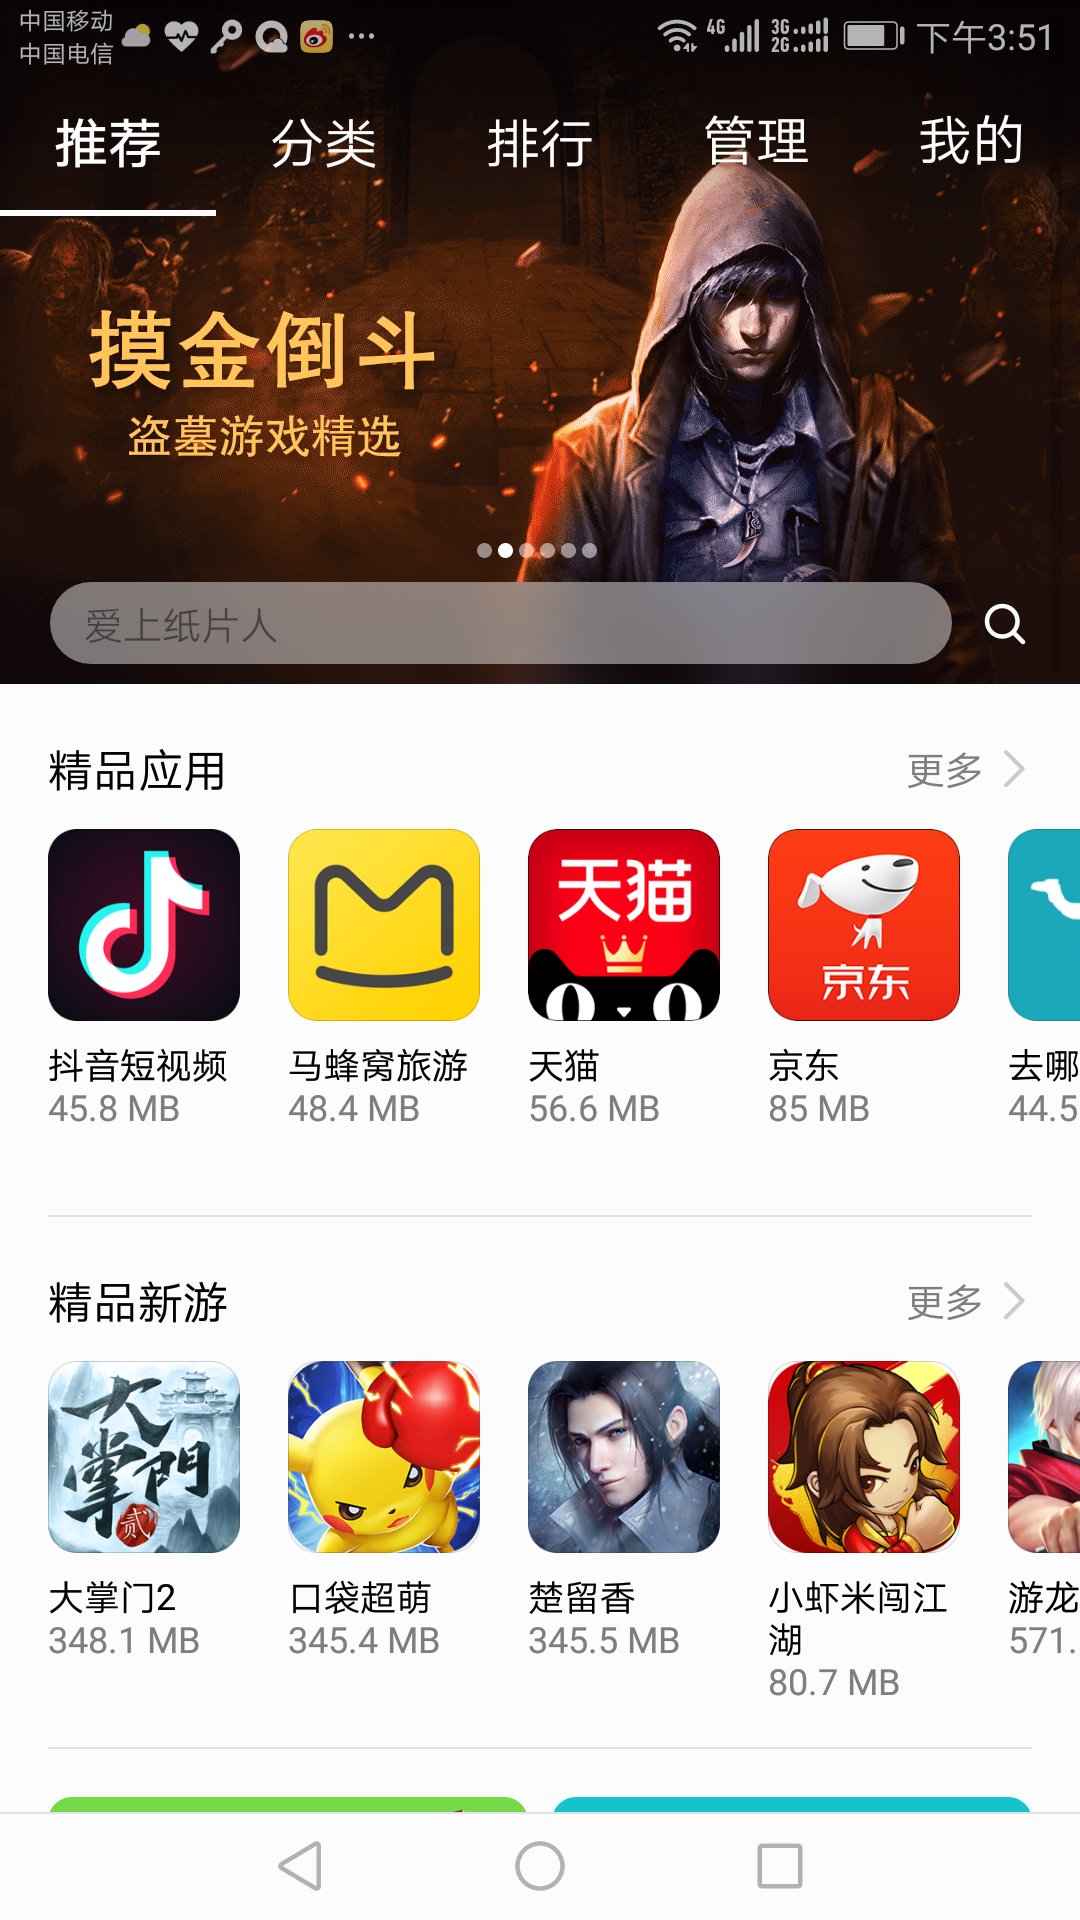 中国移动
中国电信
4G
3G
2G
下午3:51
推荐
分类
排行
管理
我的
摸金倒斗
盗墓游戏精选
爱上纸片人
精品应用
更多
天猫
京东
抖音短视频
马蜂窝旅游
天猫
京东
去哪
45.8 MB
48.4 MB
56.6 MB
85 MB
44.5
精品新游
更多
大掌門
贰
大掌门2
口袋超萌
楚留香
小虾米闯江
湖
游龙
348.1 MB
345.4 MB
345.5 MB
80.7 MB
571.